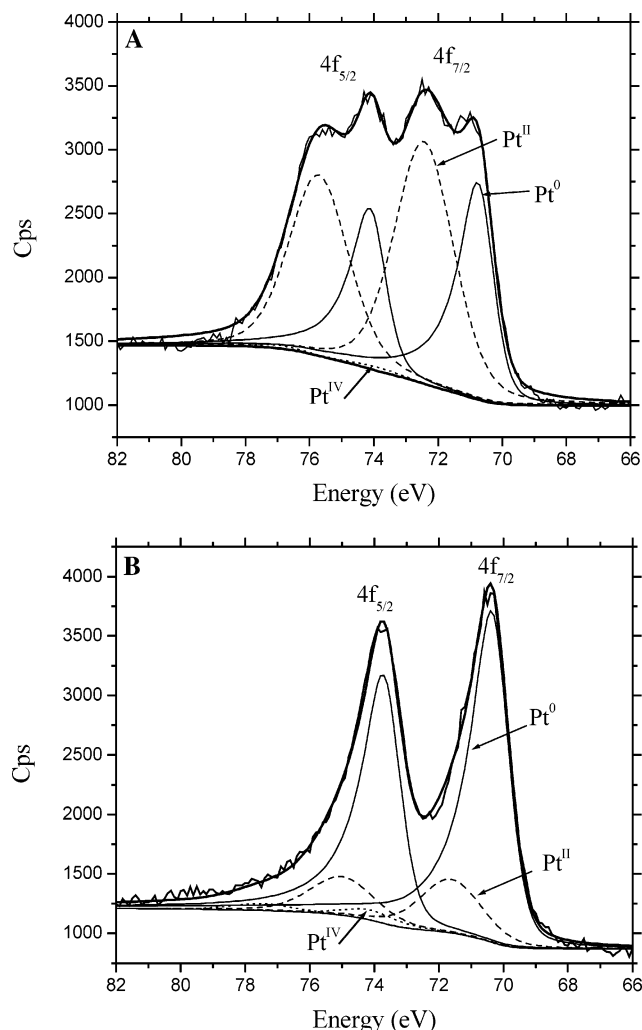 A
4000
3500
3000
2500
2000
1500
1000
Cps
4f5/2
4f7/2
PtII
Pt0
PtIV
82 80 78 76 74 72 70 68 66
Energy (eV)
B
4000
3500
3000
2500
2000
1500
1000
Cps
4f5/2
4f7/2
Pt0
PtII
PtIV
82 80 78 76 74 72 70 68 66
Energy (eV)